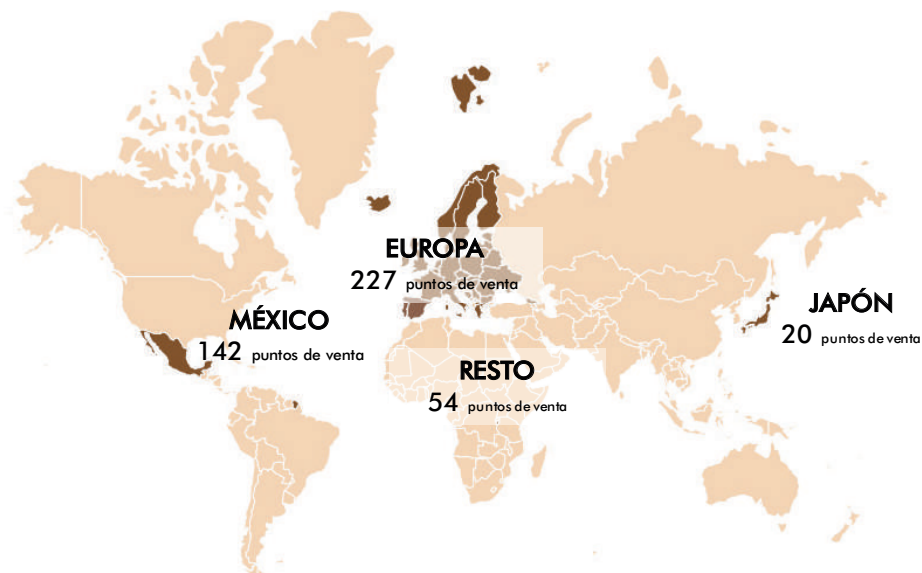 EUROPA
227 puntos de venta
MÉXICO
142 puntos de venta
JAPÓN
20 puntos de venta
RESTO
54 puntos de venta